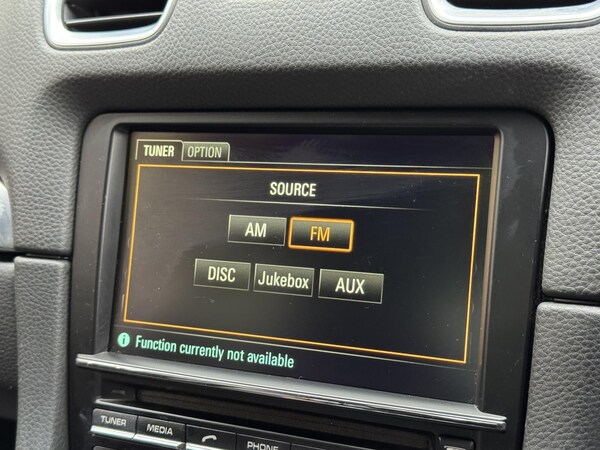 TUNER OPTION
SOURCE
AM FM
DISC Jukebox AUX
Function currently not available
TUNER MEDIA PHONE